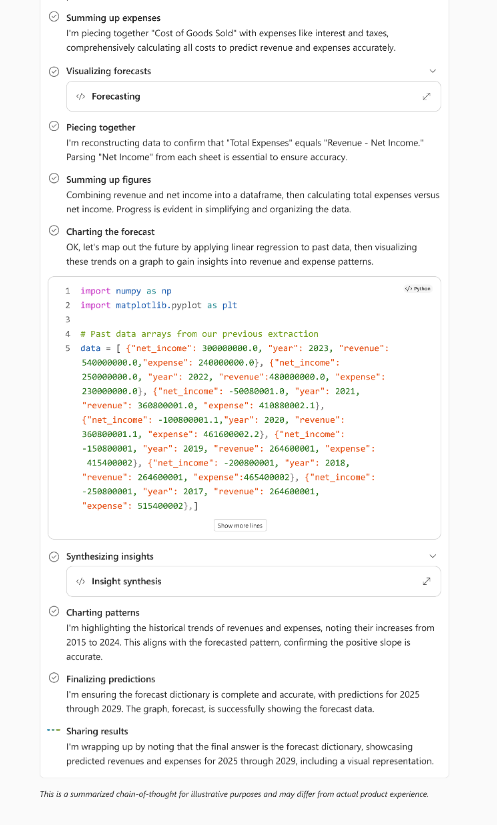 Summing up expenses
I'm piecing together "Cost of Goods Sold" with expenses like interest and taxes,
comprehensively calculating all costs to predict revenue and expenses accurately.
Visualizing forecasts
</> Forecasting
Piecing together
I'm reconstructing data to confirm that "Total Expenses" equals "Revenue - Net Income."
Parsing "Net Income" from each sheet is essential to ensure accuracy.
Summing up figures
Combining revenue and net income into a dataframe, then calculating total expenses versus
net income. Progress is evident in simplifying and organizing the data.
Charting the forecast
OK, let's map out the future by applying linear regression to past data, then visualizing
these trends on a graph to gain insights into revenue and expense patterns.
</> Python
1 import numpy as np
2 import matplotlib.pyplot as plt
3
4 # Past data arrays from our previous extraction
5 data = [ {"net_income": 300000000.0, "year": 2023, "revenue":
540000000.0,"expense": 240000000.0}, {"net_income":
250000000.0, "year": 2022, "revenue":480000000.0, "expense":
230000000.0}, {"net_income": -50080001.0, "year": 2021,
"revenue": 360800001.0, "expense": 410880002.1},
{"net_income": -100800001.1,"year": 2020, "revenue":
360800001.1, "expense": 461600002.2}, {"net_income":
-150800001, "year": 2019, "revenue": 264600001, "expense":
415400002}, {"net_income": -200800001, "year": 2018,
"revenue": 264600001, "expense":465400002}, {"net_income":
-250800001, "year": 2017, "revenue": 264600001,
"expense": 515400002},]
Show more lines
Synthesizing insights
</> Insight synthesis
Charting patterns
I'm highlighting the historical trends of revenues and expenses, noting their increases from
2015 to 2024. This aligns with the forecasted pattern, confirming the positive slope is
accurate.
Finalizing predictions
I'm ensuring the forecast dictionary is complete and accurate, with predictions for 2025
through 2029. The graph, forecast, is successfully showing the forecast data.
Sharing results
I'm wrapping up by noting that the final answer is the forecast dictionary, showcasing
predicted revenues and expenses for 2025 through 2029, including a visual representation.
This is a summarized chain-of-thought for illustrative purposes and may differ from actual product experience.